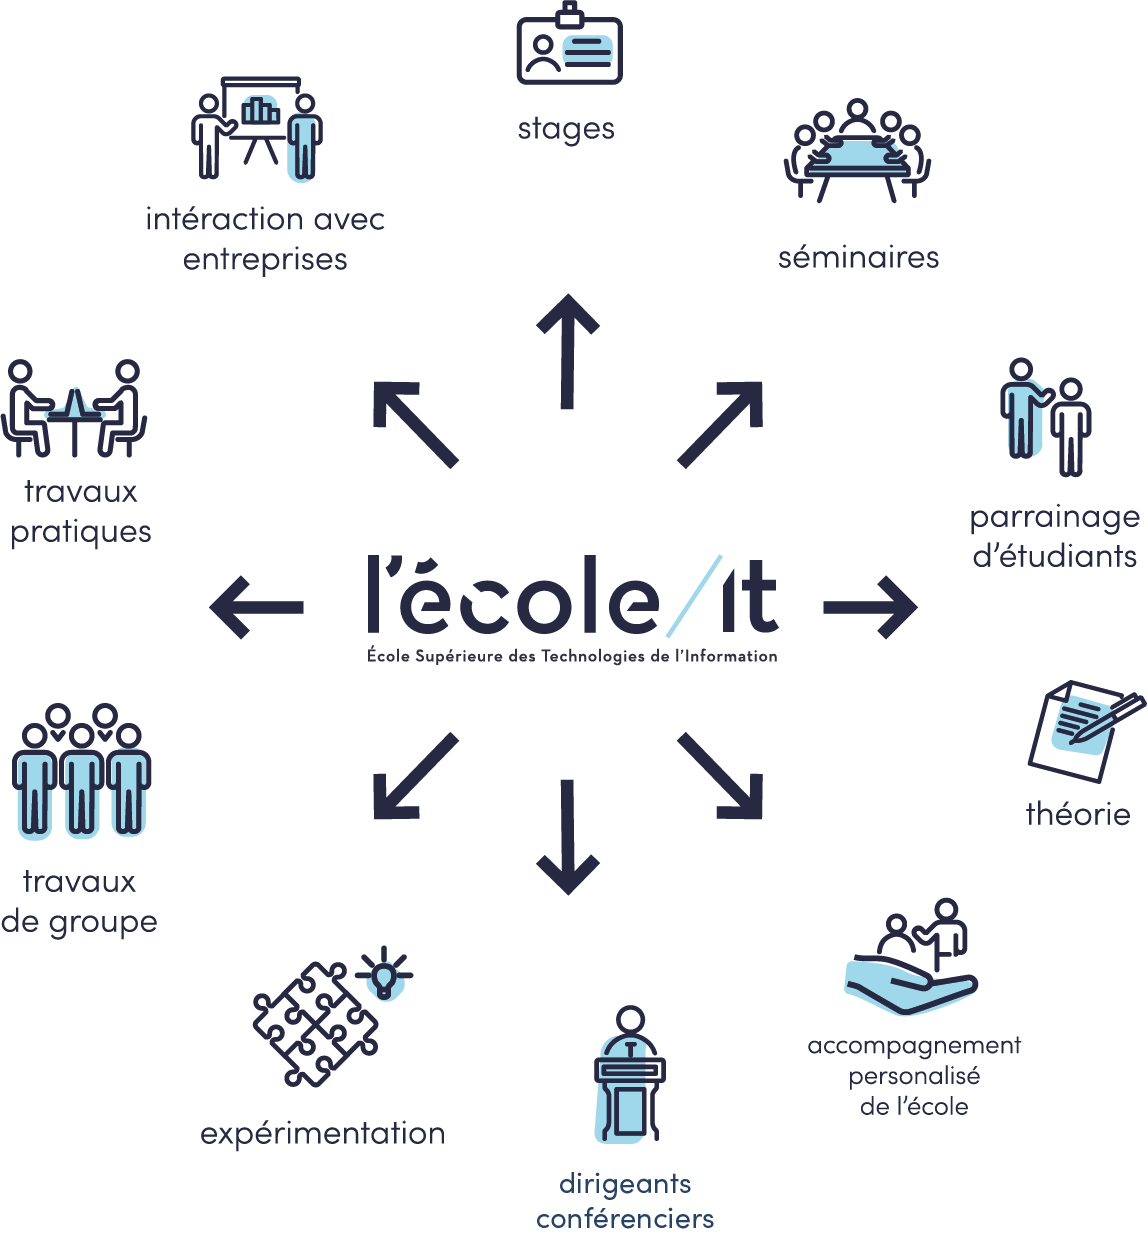 stages
intéraction avec
entreprises
séminaires
travaux
pratiques
parrainage
d'étudiants
l'école/it
École Supérieure des Technologies de l'Information
théorie
travaux
de groupe
accompagnement
personalisé
de l'école
expérimentation
dirigeants
conférenciers